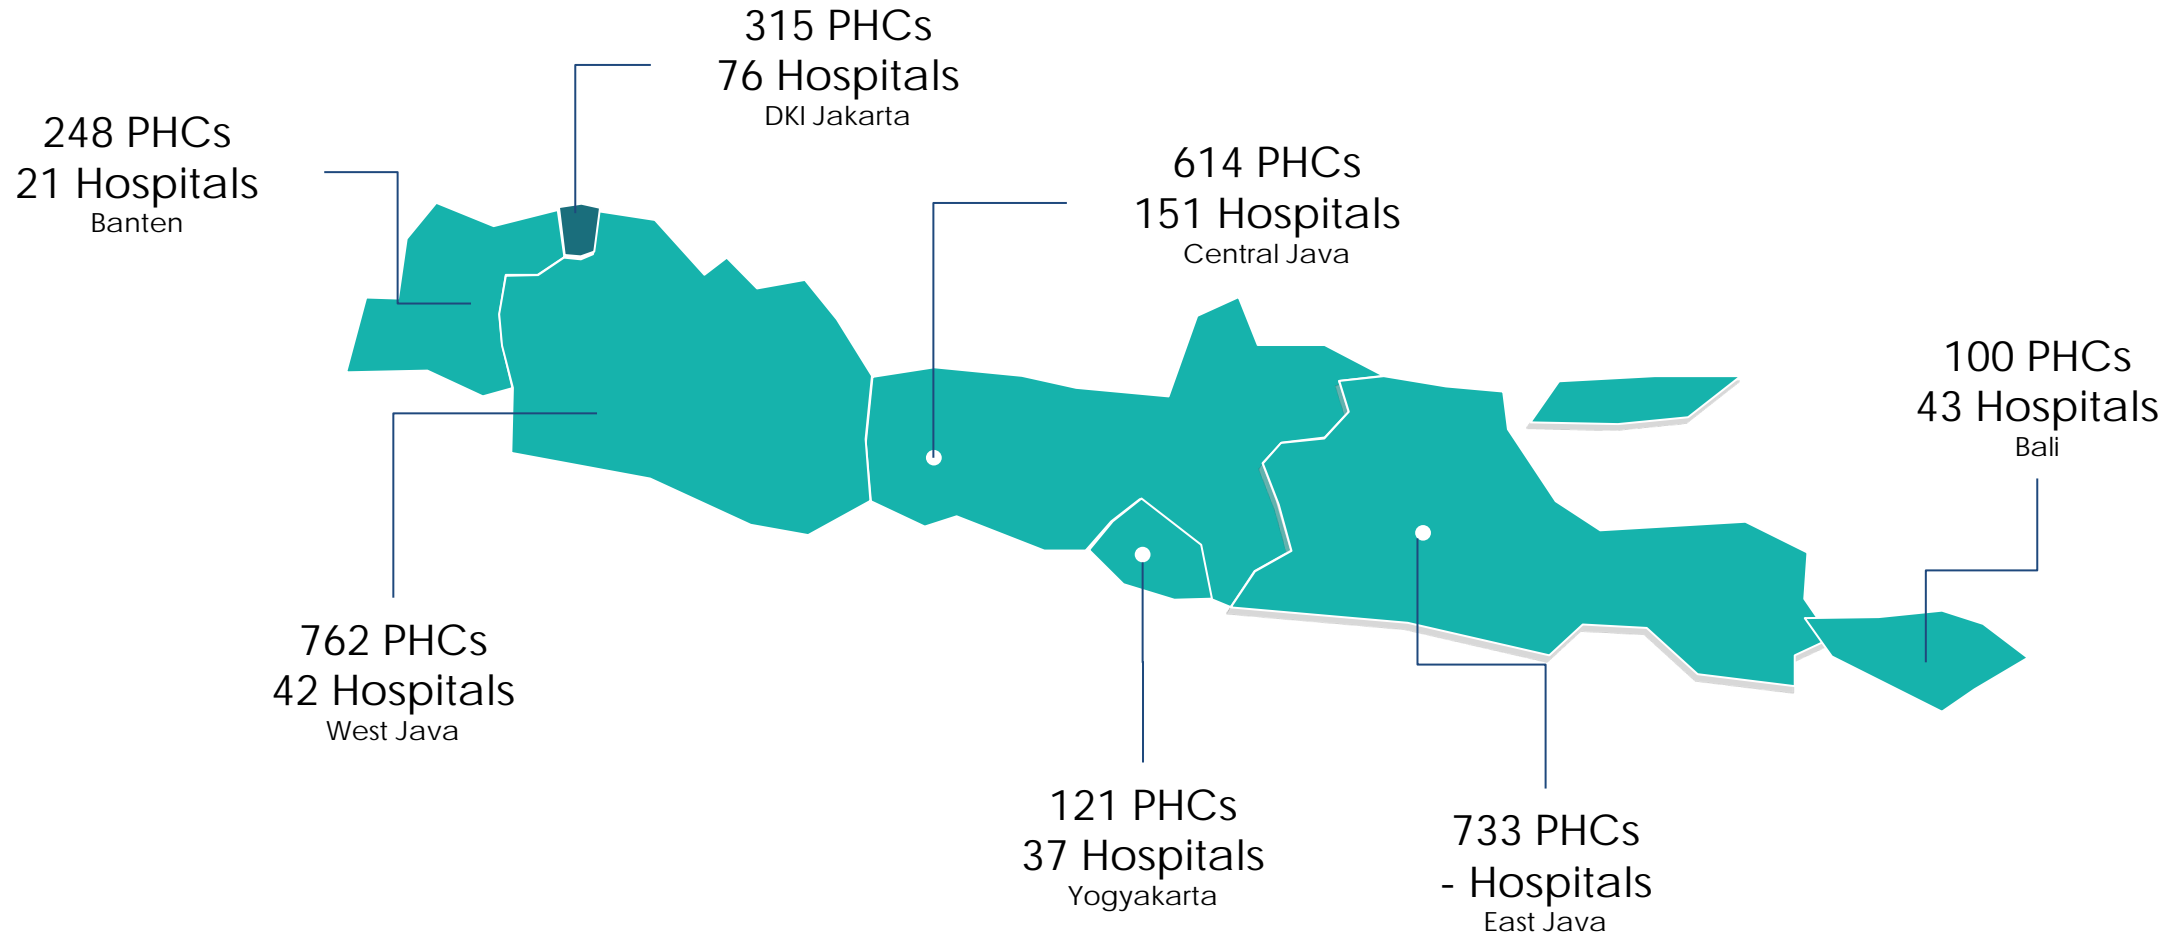 315 PHCs
76 Hospitals
DKI Jakarta
248 PHCs
21 Hospitals
Banten
614 PHCs
151 Hospitals
Central Java
100 PHCs
43 Hospitals
Bali
762 PHCs
42 Hospitals
West Java
121 PHCs
37 Hospitals
Yogyakarta
733 PHCs
- Hospitals
East Java